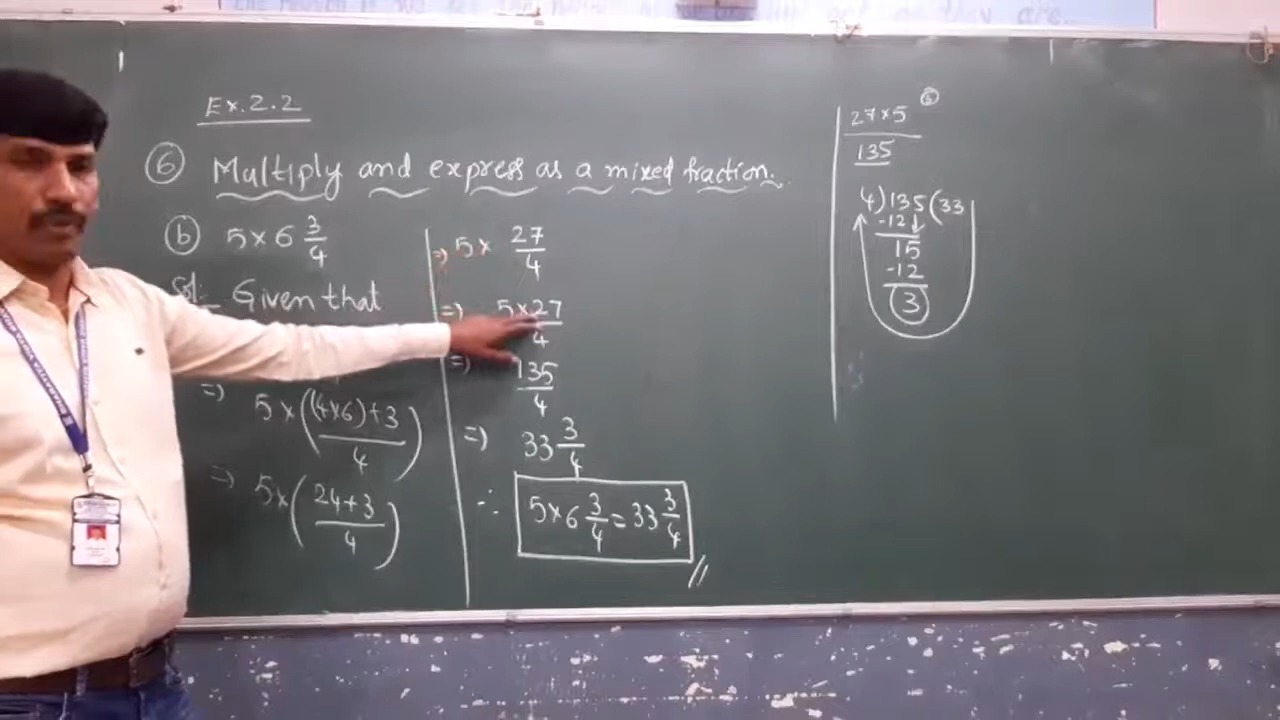 Ex.2.2
6 Multiply and express as a mixed fraction.
b 5 × 6 3/4
Sol:- Given that
=> 5 × ((4×6)+3 / 4)
=> 5 × (24+3 / 4)
=> 5 × 27/4
=> 5×27 / 4
=> 135/4
=> 33 3/4
∴ 5 × 6 3/4 = 33 3/4
27×5
135
4)135(33
-12
15
-12
3